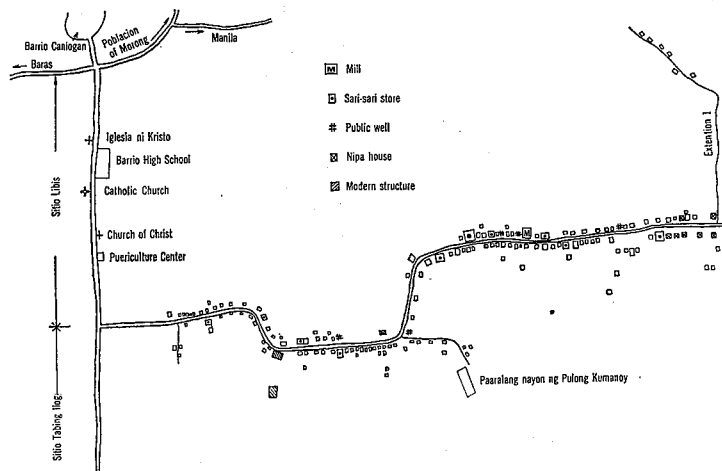 Barrio Caniogan
Poblacion
of Morong
Manila
Baras
M Mill
Sari-sari store
# Public well
Nipa house
Modern structure
Iglesia ni Kristo
Barrio High School
Catholic Church
Church of Christ
Puericulture Center
Sitio Libis
Sitio Tabing Ilog
Extention 1
M
Paaralang nayon ng Pulong Kumanoy